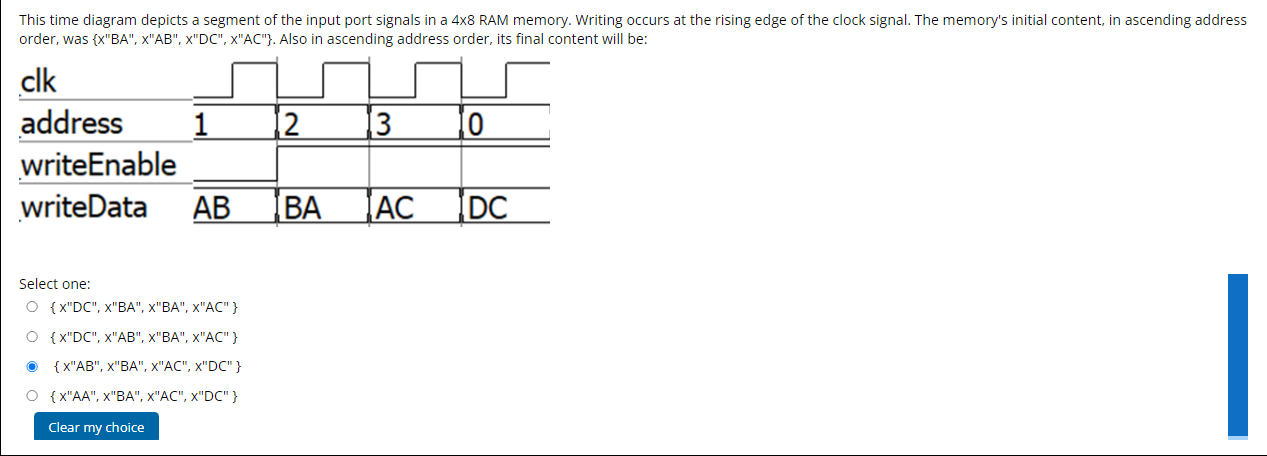 This time diagram depicts a segment of the input port signals in a 4x8 RAM memory. Writing occurs at the rising edge of the clock signal. The memory's initial content, in ascending address
order, was {x"BA", x"AB", x"DC", x"AC"}. Also in ascending address order, its final content will be:
clk
address 1 2 3 0
writeEnable
writeData AB BA AC DC
Select one:
{ x"DC", x"BA", x"BA", x"AC" }
{ x"DC", x"AB", x"BA", x"AC" }
{ x"AB", x"BA", x"AC", x"DC" }
{ x"AA", x"BA", x"AC", x"DC" }
Clear my choice